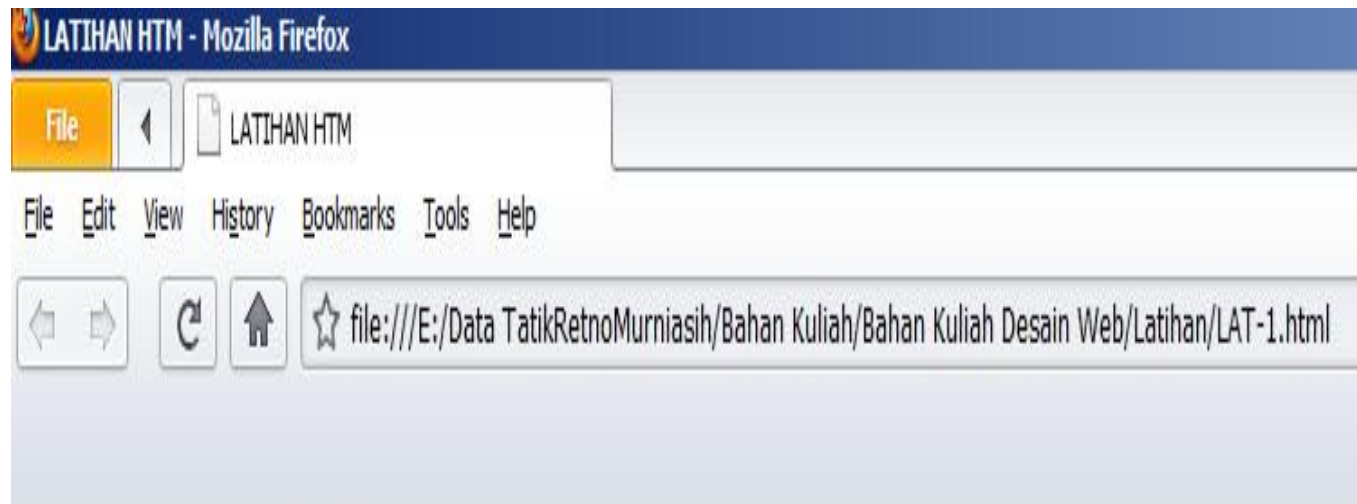 LATIHAN HTM - Mozilla Firefox
File LATIHAN HTM
File Edit View History Bookmarks Tools Help
file:///E:/Data TatikRetnoMurniasih/Bahan Kuliah/Bahan Kuliah Desain Web/Latihan/LAT-1.html